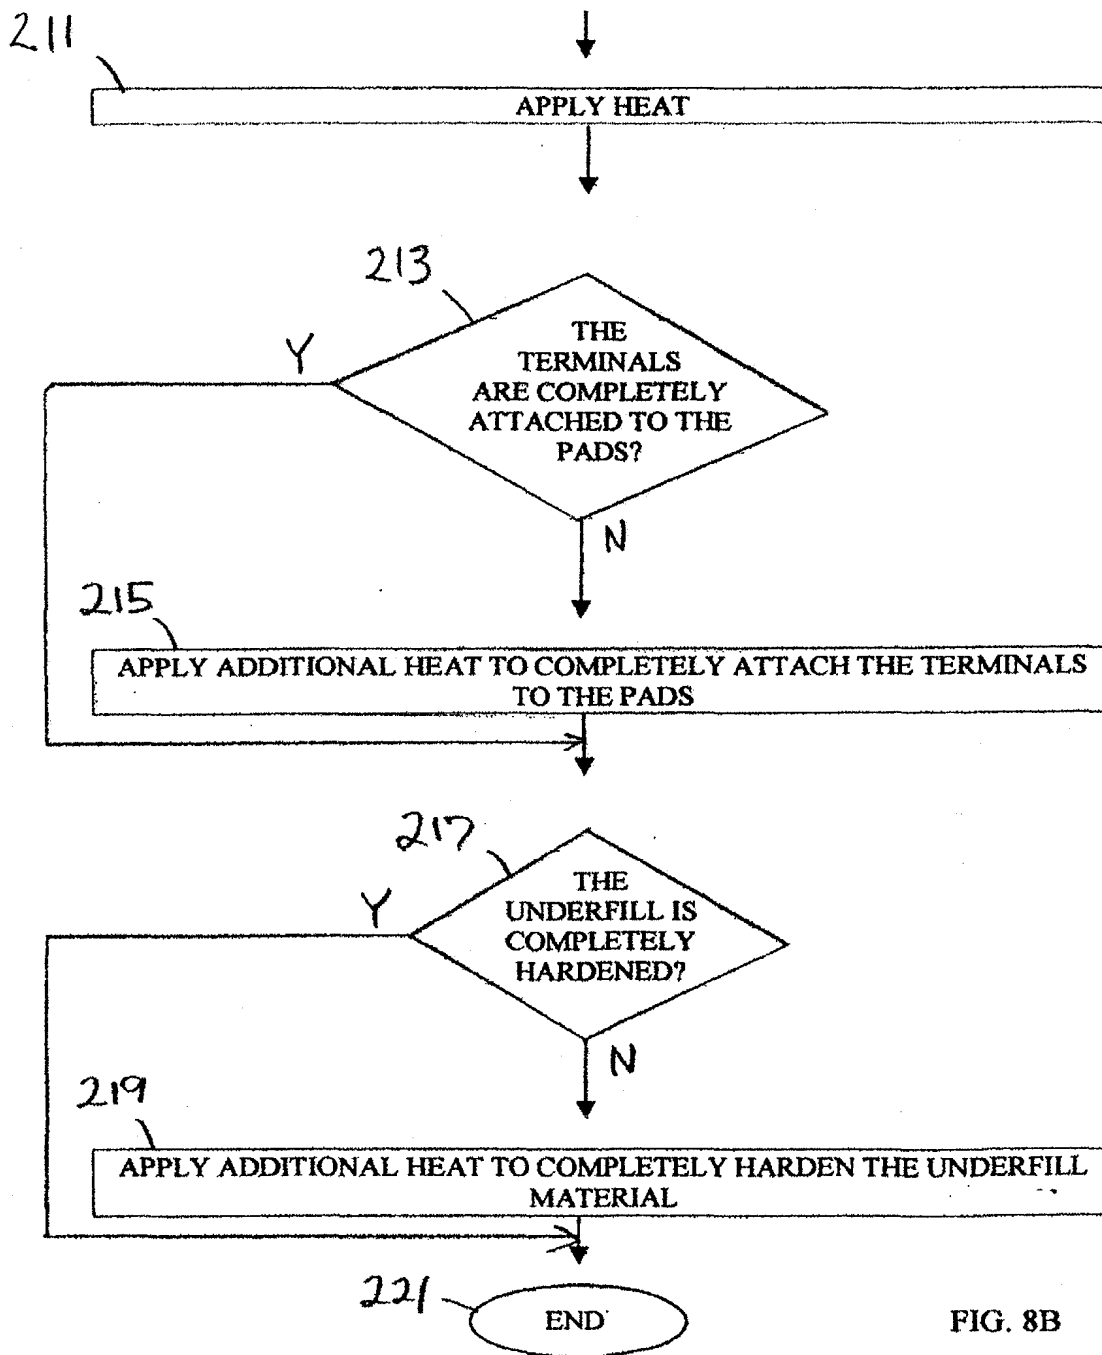 211
APPLY HEAT
213
Y
THE
TERMINALS
ARE COMPLETELY
ATTACHED TO THE
PADS?
N
215
APPLY ADDITIONAL HEAT TO COMPLETELY ATTACH THE TERMINALS
TO THE PADS
217
Y
THE
UNDERFILL IS
COMPLETELY
HARDENED?
N
219
APPLY ADDITIONAL HEAT TO COMPLETELY HARDEN THE UNDERFILL
MATERIAL
221
END
FIG. 8B